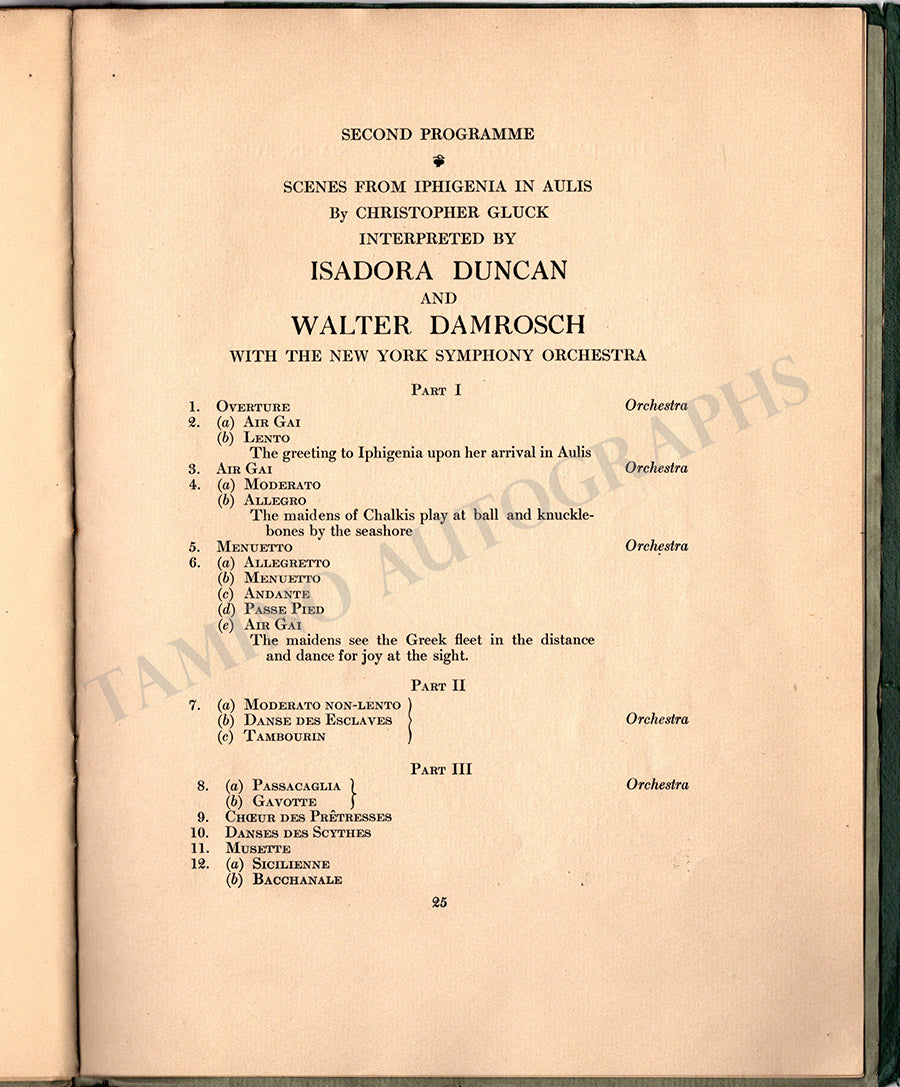 SECOND PROGRAMME
SCENES FROM IPHIGENIA IN AULIS
By CHRISTOPHER GLUCK
INTERPRETED BY
ISADORA DUNCAN
AND
WALTER DAMROSCH
WITH THE NEW YORK SYMPHONY ORCHESTRA
PART I
1. OVERTURE Orchestra
2. (a) AIR GAI
(b) LENTO
The greeting to Iphigenia upon her arrival in Aulis
3. AIR GAI Orchestra
4. (a) MODERATO
(b) ALLEGRO
The maidens of Chalkis play at ball and knuckle-
bones by the seashore
5. MENUETTO Orchestra
6. (a) ALLEGRETTO
(b) MENUETTO
(c) ANDANTE
(d) PASSE PIED
(e) AIR GAI
The maidens see the Greek fleet in the distance
and dance for joy at the sight.
PART II
7. (a) MODERATO NON-LENTO
(b) DANSE DES ESCLAVES Orchestra
(c) TAMBOURIN
PART III
8. (a) PASSACAGLIA Orchestra
(b) GAVOTTE
9. CHŒUR DES PRÊTRESSES
10. DANSES DES SCYTHES
11. MUSETTE
12. (a) SICILIENNE
(b) BACCHANALE
25
TAMINO AUTOGRAPHS